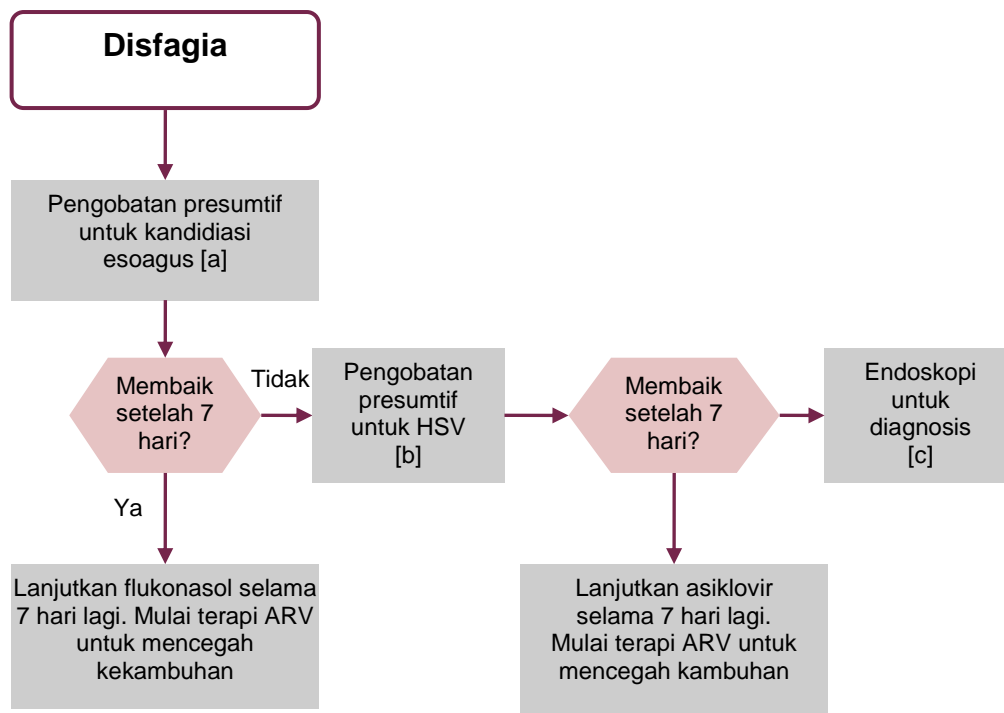 Disfagia
Pengobatan presumtif
untuk kandidiasi
esoagus [a]
Membaik
setelah 7
hari?
Tidak
Pengobatan
presumtif
untuk HSV
[b]
Membaik
setelah 7
hari?
Endoskopi
untuk
diagnosis
[c]
Ya
Lanjutkan flukonasol selama
7 hari lagi. Mulai terapi ARV
untuk mencegah
kekambuhan
Lanjutkan asiklovir
selama 7 hari lagi.
Mulai terapi ARV untuk
mencegah kambuhan